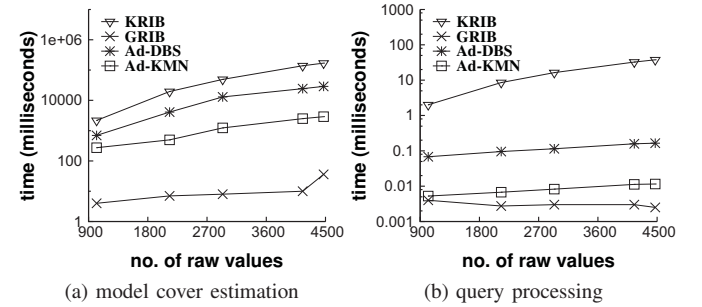 KRIB
GRIB
Ad-DBS
Ad-KMN
1e+06
10000
100
1
time (milliseconds)
900 1800 2700 3600 4500
no. of raw values
(a) model cover estimation
KRIB
GRIB
Ad-DBS
Ad-KMN
1000
100
10
1
0.1
0.01
0.001
time (milliseconds)
900 1800 2700 3600 4500
no. of raw values
(b) query processing